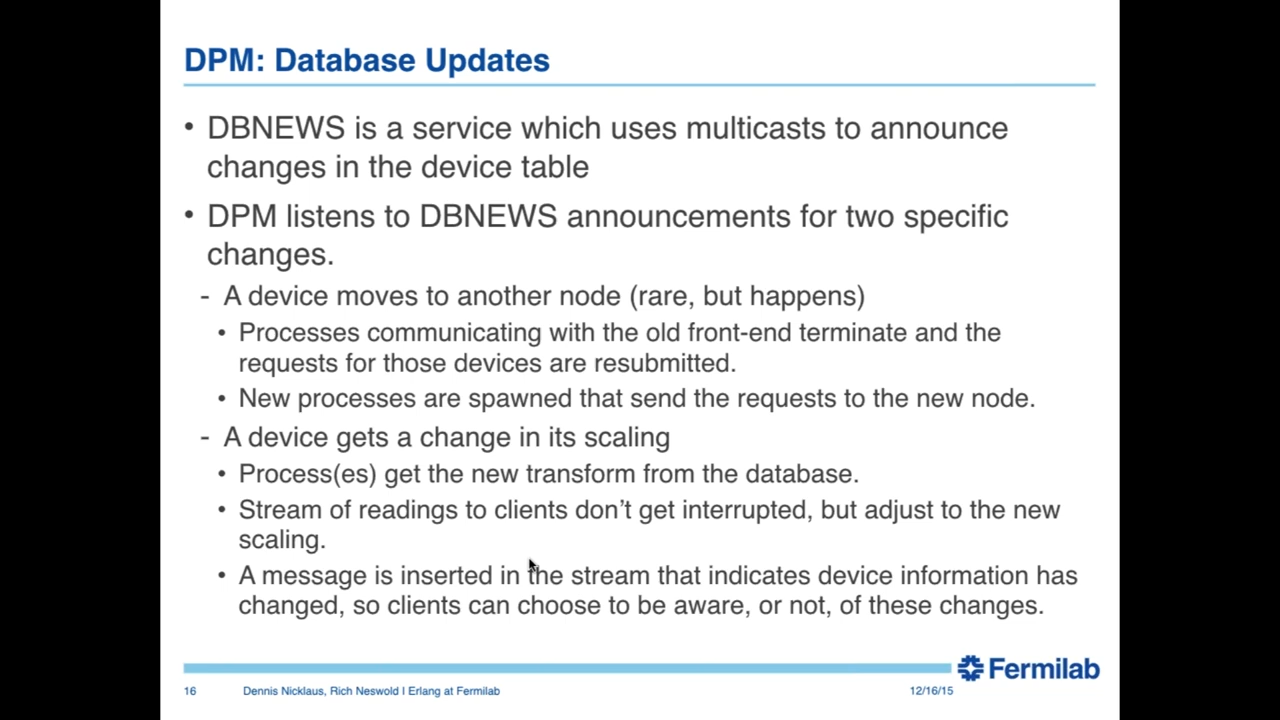 DPM: Database Updates
• DBNEWS is a service which uses multicasts to announce
changes in the device table
• DPM listens to DBNEWS announcements for two specific
changes.
- A device moves to another node (rare, but happens)
• Processes communicating with the old front-end terminate and the
requests for those devices are resubmitted.
• New processes are spawned that send the requests to the new node.
- A device gets a change in its scaling
• Process(es) get the new transform from the database.
• Stream of readings to clients don’t get interrupted, but adjust to the new
scaling.
• A message is inserted in the stream that indicates device information has
changed, so clients can choose to be aware, or not, of these changes.
Fermilab
16 Dennis Nicklaus, Rich Neswold I Erlang at Fermilab 12/16/15